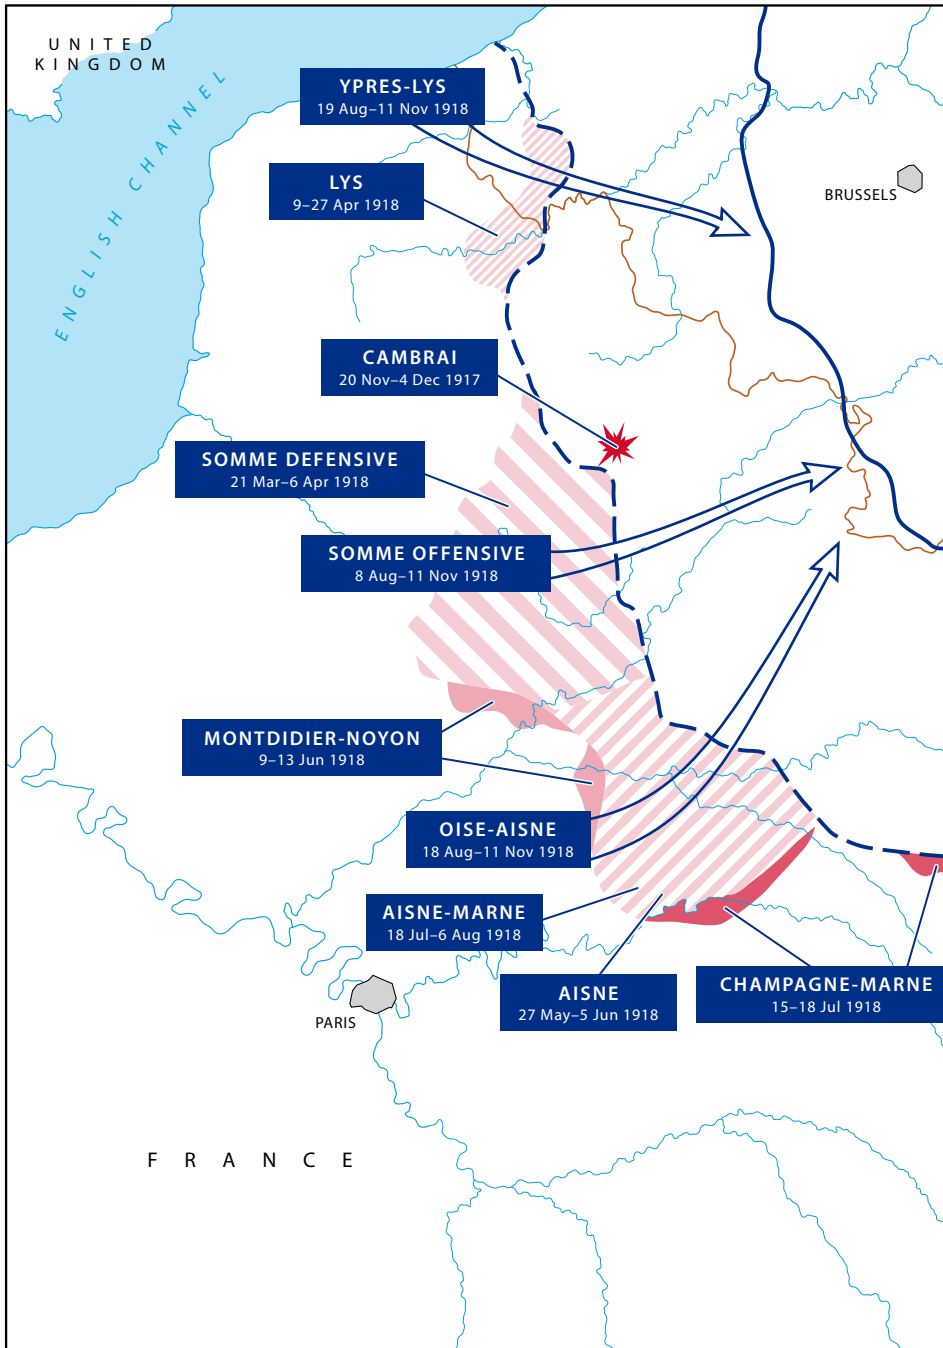 UNITED
KINGDOM
ENGLISH CHANNEL
YPRES-LYS
19 Aug–11 Nov 1918
LYS
9–27 Apr 1918
BRUSSELS
CAMBRAI
20 Nov–4 Dec 1917
SOMME DEFENSIVE
21 Mar–6 Apr 1918
SOMME OFFENSIVE
8 Aug–11 Nov 1918
MONTDIDIER-NOYON
9–13 Jun 1918
OISE-AISNE
18 Aug–11 Nov 1918
AISNE-MARNE
18 Jul–6 Aug 1918
AISNE
27 May–5 Jun 1918
CHAMPAGNE-MARNE
15–18 Jul 1918
PARIS
FRANCE